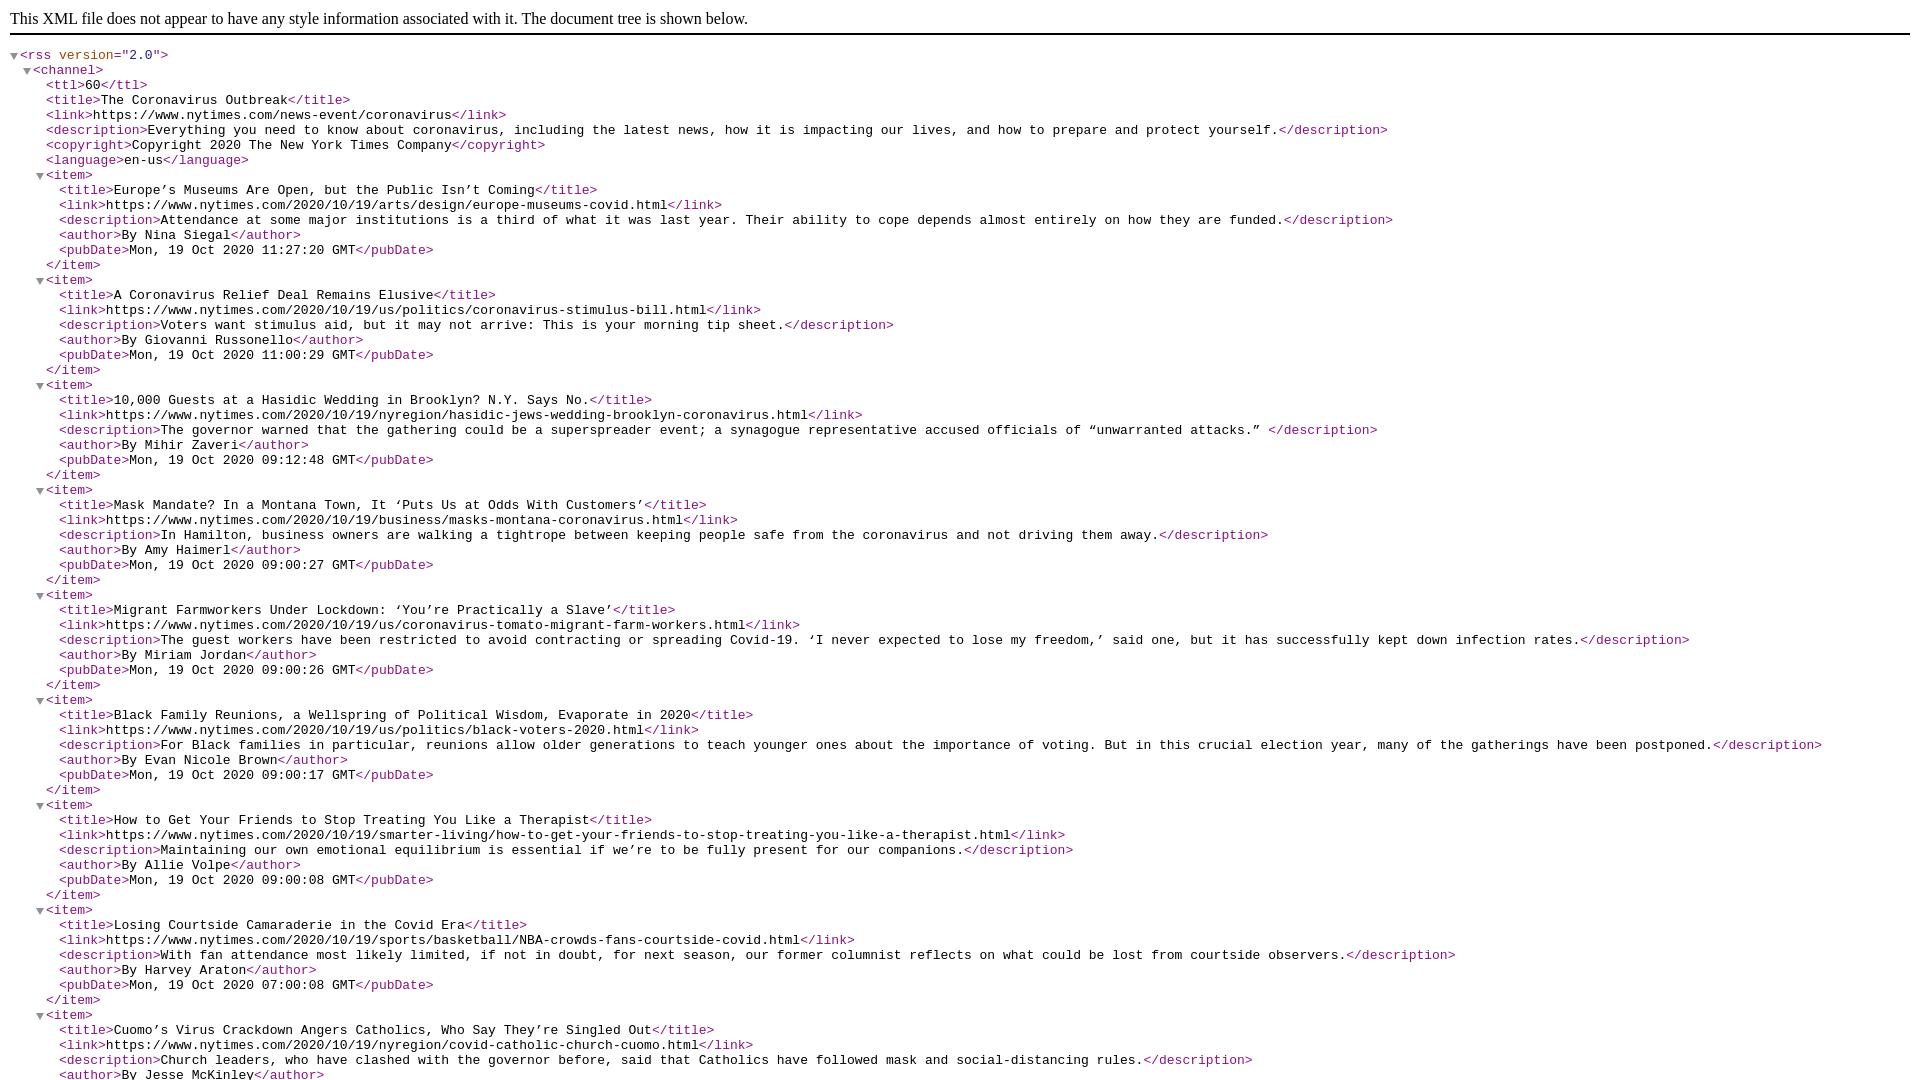 This XML file does not appear to have any style information associated with it. The document tree is shown below.
<rss version="2.0">
<channel>
<ttl>60</ttl>
<title>The Coronavirus Outbreak</title>
<link>https://www.nytimes.com/news-event/coronavirus</link>
<description>Everything you need to know about coronavirus, including the latest news, how it is impacting our lives, and how to prepare and protect yourself.</description>
<copyright>Copyright 2020 The New York Times Company</copyright>
<language>en-us</language>
<item>
<title>Europe’s Museums Are Open, but the Public Isn’t Coming</title>
<link>https://www.nytimes.com/2020/10/19/arts/design/europe-museums-covid.html</link>
<description>Attendance at some major institutions is a third of what it was last year. Their ability to cope depends almost entirely on how they are funded.</description>
<author>By Nina Siegal</author>
<pubDate>Mon, 19 Oct 2020 11:27:20 GMT</pubDate>
</item>
<item>
<title>A Coronavirus Relief Deal Remains Elusive</title>
<link>https://www.nytimes.com/2020/10/19/us/politics/coronavirus-stimulus-bill.html</link>
<description>Voters want stimulus aid, but it may not arrive: This is your morning tip sheet.</description>
<author>By Giovanni Russonello</author>
<pubDate>Mon, 19 Oct 2020 11:00:29 GMT</pubDate>
</item>
<item>
<title>10,000 Guests at a Hasidic Wedding in Brooklyn? N.Y. Says No.</title>
<link>https://www.nytimes.com/2020/10/19/nyregion/hasidic-jews-wedding-brooklyn-coronavirus.html</link>
<description>The governor warned that the gathering could be a superspreader event; a synagogue representative accused officials of “unwarranted attacks.” </description>
<author>By Mihir Zaveri</author>
<pubDate>Mon, 19 Oct 2020 09:12:48 GMT</pubDate>
</item>
<item>
<title>Mask Mandate? In a Montana Town, It ‘Puts Us at Odds With Customers’</title>
<link>https://www.nytimes.com/2020/10/19/business/masks-montana-coronavirus.html</link>
<description>In Hamilton, business owners are walking a tightrope between keeping people safe from the coronavirus and not driving them away.</description>
<author>By Amy Haimerl</author>
<pubDate>Mon, 19 Oct 2020 09:00:27 GMT</pubDate>
</item>
<item>
<title>Migrant Farmworkers Under Lockdown: ‘You’re Practically a Slave’</title>
<link>https://www.nytimes.com/2020/10/19/us/coronavirus-tomato-migrant-farm-workers.html</link>
<description>The guest workers have been restricted to avoid contracting or spreading Covid-19. ‘I never expected to lose my freedom,’ said one, but it has successfully kept down infection rates.</description>
<author>By Miriam Jordan</author>
<pubDate>Mon, 19 Oct 2020 09:00:26 GMT</pubDate>
</item>
<item>
<title>Black Family Reunions, a Wellspring of Political Wisdom, Evaporate in 2020</title>
<link>https://www.nytimes.com/2020/10/19/us/politics/black-voters-2020.html</link>
<description>For Black families in particular, reunions allow older generations to teach younger ones about the importance of voting. But in this crucial election year, many of the gatherings have been postponed.</description>
<author>By Evan Nicole Brown</author>
<pubDate>Mon, 19 Oct 2020 09:00:17 GMT</pubDate>
</item>
<item>
<title>How to Get Your Friends to Stop Treating You Like a Therapist</title>
<link>https://www.nytimes.com/2020/10/19/smarter-living/how-to-get-your-friends-to-stop-treating-you-like-a-therapist.html</link>
<description>Maintaining our own emotional equilibrium is essential if we’re to be fully present for our companions.</description>
<author>By Allie Volpe</author>
<pubDate>Mon, 19 Oct 2020 09:00:08 GMT</pubDate>
</item>
<item>
<title>Losing Courtside Camaraderie in the Covid Era</title>
<link>https://www.nytimes.com/2020/10/19/sports/basketball/NBA-crowds-fans-courtside-covid.html</link>
<description>With fan attendance most likely limited, if not in doubt, for next season, our former columnist reflects on what could be lost from courtside observers.</description>
<author>By Harvey Araton</author>
<pubDate>Mon, 19 Oct 2020 07:00:08 GMT</pubDate>
</item>
<item>
<title>Cuomo’s Virus Crackdown Angers Catholics, Who Say They’re Singled Out</title>
<link>https://www.nytimes.com/2020/10/19/nyregion/covid-catholic-church-cuomo.html</link>
<description>Church leaders, who have clashed with the governor before, said that Catholics have followed mask and social-distancing rules.</description>
<author>By Jesse McKinley</author>